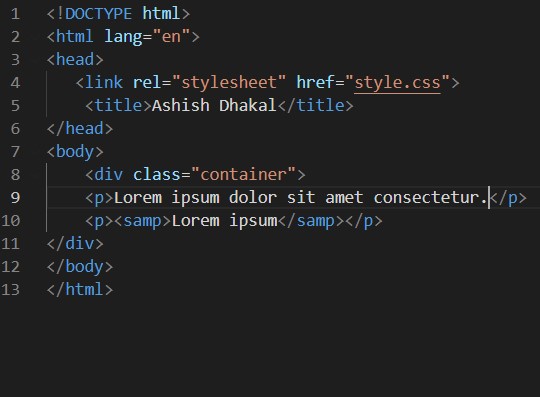 1 <!DOCTYPE html>
2 <html lang="en">
3 <head>
4 <link rel="stylesheet" href="style.css">
5 <title>Ashish Dhakal</title>
6 </head>
7 <body>
8 <div class="container">
9 <p>Lorem ipsum dolor sit amet consectetur.</p>
10 <p><samp>Lorem ipsum</samp></p>
11 </div>
12 </body>
13 </html>